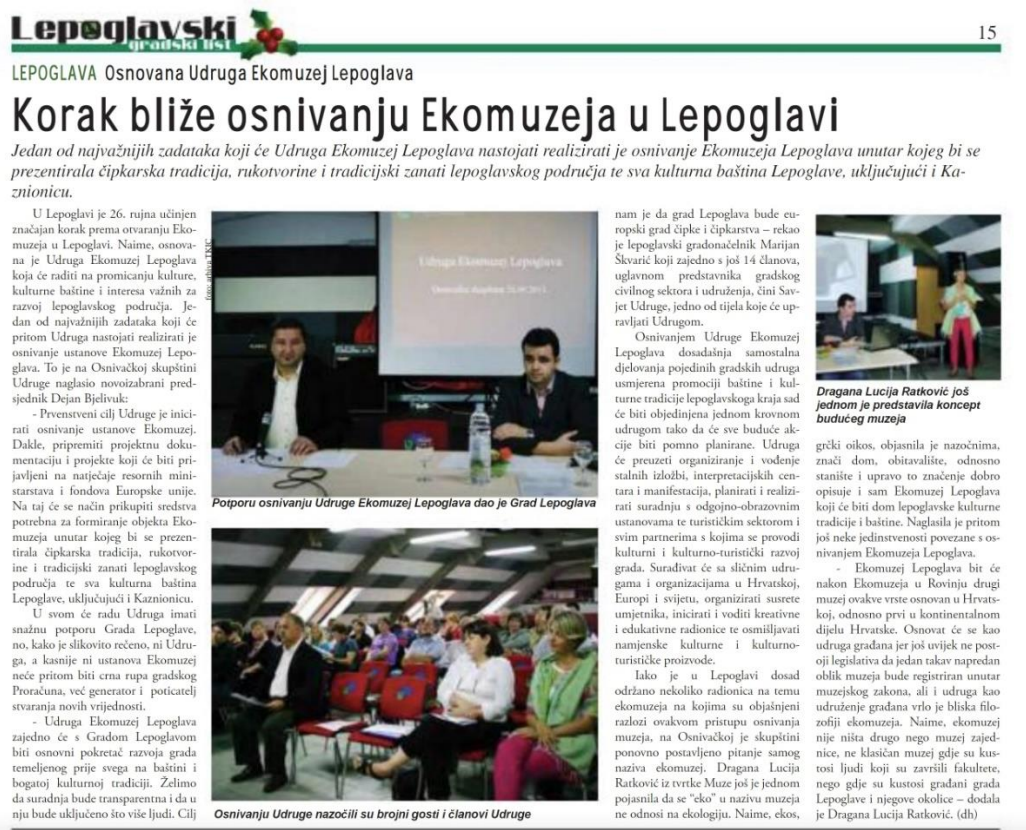 Lepoglavski
gradski list
15
LEPOGLAVA Osnovana Udruga Ekomuzej Lepoglava
Korak bliže osnivanju Ekomuzeja u Lepoglavi
Jedan od najvažnijih zadataka koji će Udruga Ekomuzej Lepoglava nastojati realizirati je osnivanje Ekomuzeja Lepoglava unutar kojeg bi se
prezentirala čipkarska tradicija, rukotvorine i tradicijski zanati lepoglavskog područja te sva kulturna baština Lepoglave, uključujući i Ka-
znionicu.
U Lepoglavi je 26. rujna učinjen
značajan korak prema otvaranju Eko-
muzeja u Lepoglavi. Naime, osnova-
na je Udruga Ekomuzej Lepoglava
koja će raditi na promicanju kulture,
kulturne baštine i interesa važnim za
razvoj lepoglavskog područja. Je-
dan od najvažnijih zadataka koji će
pritom Udruga nastojati realizirati je
osnivanje ustanove Ekomuzej Lepo-
glava. To je na Osnivačkoj skupštini
Udruge naglasio novoizabrani pred-
sjednik Dejan Bjelivuk:
- Prvenstveni cilj Udruge je inici-
rati osnivanje ustanove Ekomuzej.
Dakle, pripremiti projektnu doku-
mentaciju i projekte koji će biti pri-
javljeni na natječaje resornih mini-
starstava i fondova Europske unije.
Na taj će se način prikupiti sredstva
potrebna za formiranje objekta Eko-
muzeja unutar kojeg bi se prezen-
tirala čipkarska tradicija, rukotvor-
ine i tradicijski zanati lepoglavskog
područja te sva kulturna baština
Lepoglave, uključujući i Kaznionicu.
U svom će radu Udruga imati
snažnu potporu Grada Lepoglave,
no, kako je slikovito rečeno, ni Udru-
ga, a kasnije ni ustanova Ekomuzej
neće pritom biti crna rupa gradskog
Proračuna, već generator i poticatelj
stvaranja novih vrijednosti.
- Udruga Ekomuzej Lepoglava
zajedno će s Gradom Lepoglavom
biti osnovni pokretač razvoja grada
temeljenog prije svega na baštini i
bogatoj kulturnoj tradiciji. Želimo
da suradnja bude transparentna i da u
nju bude uključeno što više ljudi. Cilj
foto: arhiva TKIC
Udruga Ekomuzej Lepoglava
Osnivačka skupština 26.09.2013.
Potporu osnivanju Udruge Ekomuzej Lepoglava dao je Grad Lepoglava
Osnivanju Udruge nazočili su brojni gosti i članovi Udruge
nam je da grad Lepoglava bude eu-
ropski grad čipke i čipkarstva – rekao
je lepoglavski gradonačelnik Marijan
Škvarić koji zajedno s još 14 članova,
uglavnom predstavnika gradskog
civilnog sektora i udruženja, čini Sav-
jet Udruge, jedno od tijela koje će up-
ravljati Udrugom.
Osnivanjem Udruge Ekomuzej
Lepoglava dosadašnja samostalna
djelovanja pojedinih gradskih udruga
usmjerena promociji baštine i kul-
turne tradicije lepoglavskoga kraja sad
će biti objedinjena jednom krovnom
udrugom tako da će sve buduće ak-
cije biti pomno planirane. Udruga
će preuzeti organiziranje i vođenje
stalnih izložbi, interpretacijskih cen-
tara i manifestacija, planirati i realizi-
rati suradnju s odgojno-obrazovnim
ustanovama te turističkim sektorom i
svim partnerima s kojima se provodi
kulturni i kulturno-turistički razvoj
grada. Surađivat će sa sličnim udru-
gama i organizacijama u Hrvatskoj,
Europi i svijetu, organizirati susrete
umjetnika, inicirati i voditi kreativne
i edukativne radionice te osmišljavati
namjenske kulturne i kulturno-
turističke proizvode.
Iako je u Lepoglavi dosad
održano nekoliko radionica na temu
ekomuzeja na kojima su objašnjeni
razlozi ovakvom pristupu osnivanja
muzeja, na Osnivačkoj je skupštini
ponovno postavljeno pitanje samog
naziva ekomuzej. Dragana Lucija
Ratković iz tvrtke Muze još je jednom
pojasnila da se “eko” u nazivu muzeja
ne odnosi na ekologiju. Naime, ekos,
Dragana Lucija Ratković još
jednom je predstavila koncept
budućeg muzeja
grčki oikos, objasnila je nazočnima,
znači dom, obitavalište, odnosno
stanište i upravo to značenje dobro
opisuje i sam Ekomuzej Lepoglava
koji će biti dom lepoglavske kulturne
tradicije i baštine. Naglasila je pritom
još neke jedinstvenosti povezane s os-
nivanjem Ekomuzeja Lepoglava.
- Ekomuzej Lepoglava bit će
nakon Ekomuzeja u Rovinju drugi
muzej ovakve vrste osnovan u Hrvats-
koj, odnosno prvi u kontinentalnom
dijelu Hrvatske. Osnovat će se kao
udruga građana jer još uvijek ne post-
oji legislativa da jedan takav napredan
oblik muzeja bude registriran unutar
muzejskog zakona, ali i udruga kao
udruženje građana vrlo je bliska filo-
zofiji ekomuzeja. Naime, ekomuzej
nije ništa drugo nego muzej zajed-
nice, ne klasičan muzej gdje su kus-
tosi ljudi koji su završili fakultete,
nego gdje su kustosi građani grada
Lepoglave i njegove okolice – dodala
je Dragana Lucija Ratković. (dh)